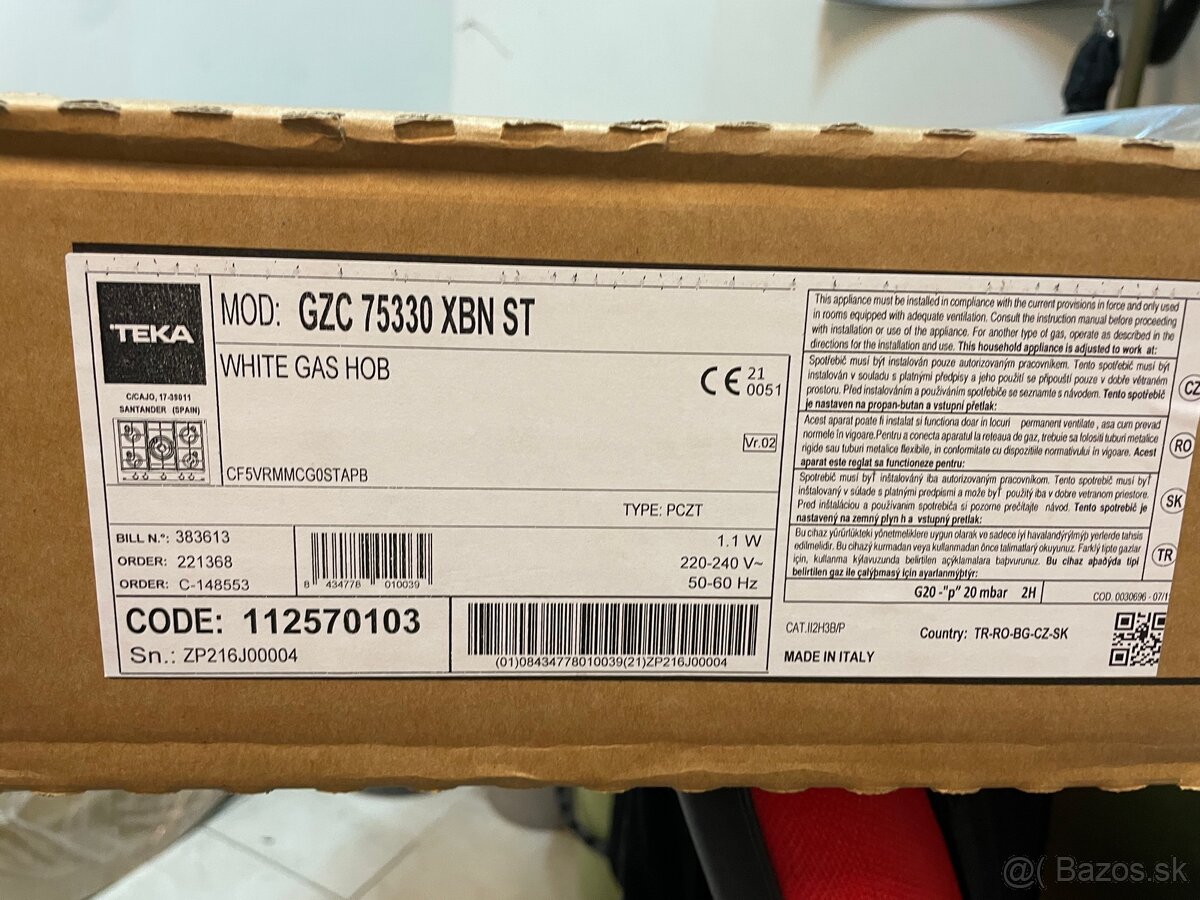 TEKA
C/CAJO, 17-39011
SANTANDER (SPAIN)
MOD: GZC 75330 XBN ST
WHITE GAS HOB
CE 21
0051
Vr.02
CF5VRMMCG0STAPB
TYPE: PCZT
BILL N.º: 383613
ORDER: 221368
ORDER: C-148553
8 434778 010039
1.1 W
220-240 V~
50-60 Hz
CODE: 112570103
Sn.: ZP216J00004
(01)08434778010039(21)ZP216J00004
This appliance must be installed in compliance with the current provisions in force and only used
in rooms equipped with adequate ventilation. Consult the instruction manual before proceeding
with installation or use of the appliance. For another type of gas, operate as described in the
directions for the installation and use. This household appliance is adjusted to work at:
Spotřebič musí být instalován pouze autorizovaným pracovníkem. Tento spotřebič musí být
instalován v souladu s platnými předpisy a jeho použití se připouští pouze v dobře větraném
prostoru. Před instalováním a používáním spotřebiče se seznamte s návodem. Tento spotřebič
je nastaven na propan-butan a vstupní přetlak:
CZ
Acest aparat poate fi instalat si functiona doar in locuri permanent ventilate , asa cum prevad
normele in vigoare.Pentru a conecta aparatul la reteaua de gaz, trebuie sa folositi tuburi metalice
rigide sau tuburi metalice flexibile, in conformitate cu dispozitiile normativului in vigoare. Acest
aparat este reglat sa functioneze pentru:
RO
Spotrebič musí byť inštalovaný iba autorizovaným pracovníkom. Tento spotrebič musí byť
inštalovaný v súlade s platnými predpismi a može byť použitý iba v dobre vetranom priestore.
Pred inštaláciou a používaním spotrebiča si pozorne prečítajte návod. Tento spotrebič je
nastavený na zemný plyn h a vstupný pretlak:
SK
Bu cihaz yürürlükteki yönetmeliklere uygun olarak ve sadece iyi havalandýrýlmýþ yerlerde tahsis
edilmelidir. Bu cihazý kurmadan veya kullanmadan önce talimatlarý okuyunuz. Farklý tipte gazlar
için, kullanma kýlavuzunda belirtilen açýklamalara baþvurunuz. Bu cihaz aþaðýda tipi
belirtilen gaz ile çalýþmasý için ayarlanmýþtýr:
TR
G20 -"p" 20 mbar 2H
COD. 0030696 - 07/1
CAT.II2H3B/P
Country: TR-RO-BG-CZ-SK
MADE IN ITALY
@( Bazos.sk